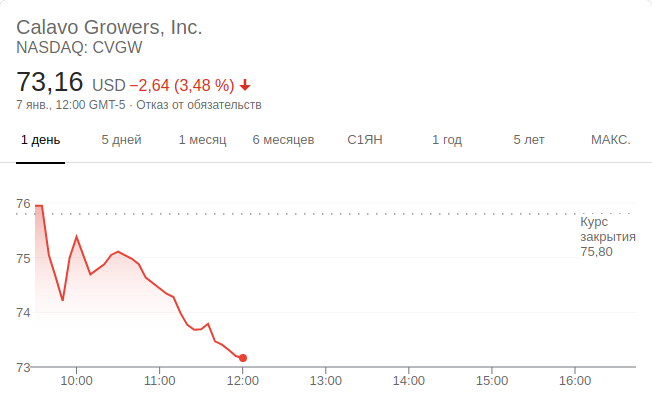 Calavo Growers, Inc.
NASDAQ: CVGW
73,16 USD −2,64 (3,48 %)
7 янв., 12:00 GMT-5 · Отказ от обязательств
1 день 5 дней 1 месяц 6 месяцев С1ЯН 1 год 5 лет МАКС.
76
Курс
закрытия
75,80
75
74
73
10:00 11:00 12:00 13:00 14:00 15:00 16:00